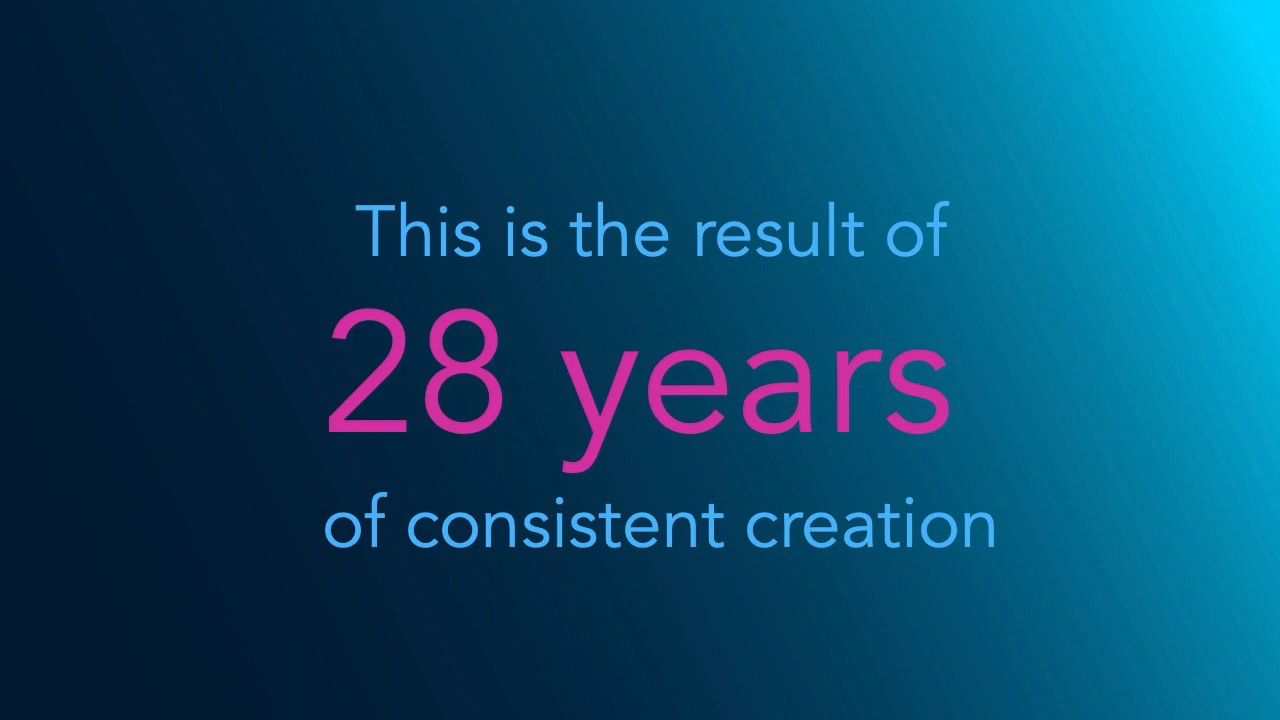 This is the result of
28 years
of consistent creation